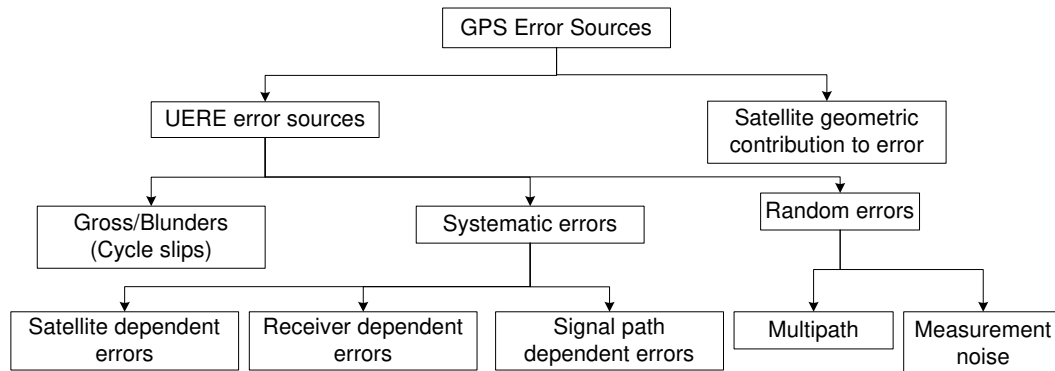 GPS Error Sources
UERE error sources
Satellite geometric
contribution to error
Gross/Blunders
(Cycle slips)
Systematic errors
Random errors
Satellite dependent
errors
Receiver dependent
errors
Signal path
dependent errors
Multipath
Measurement
noise